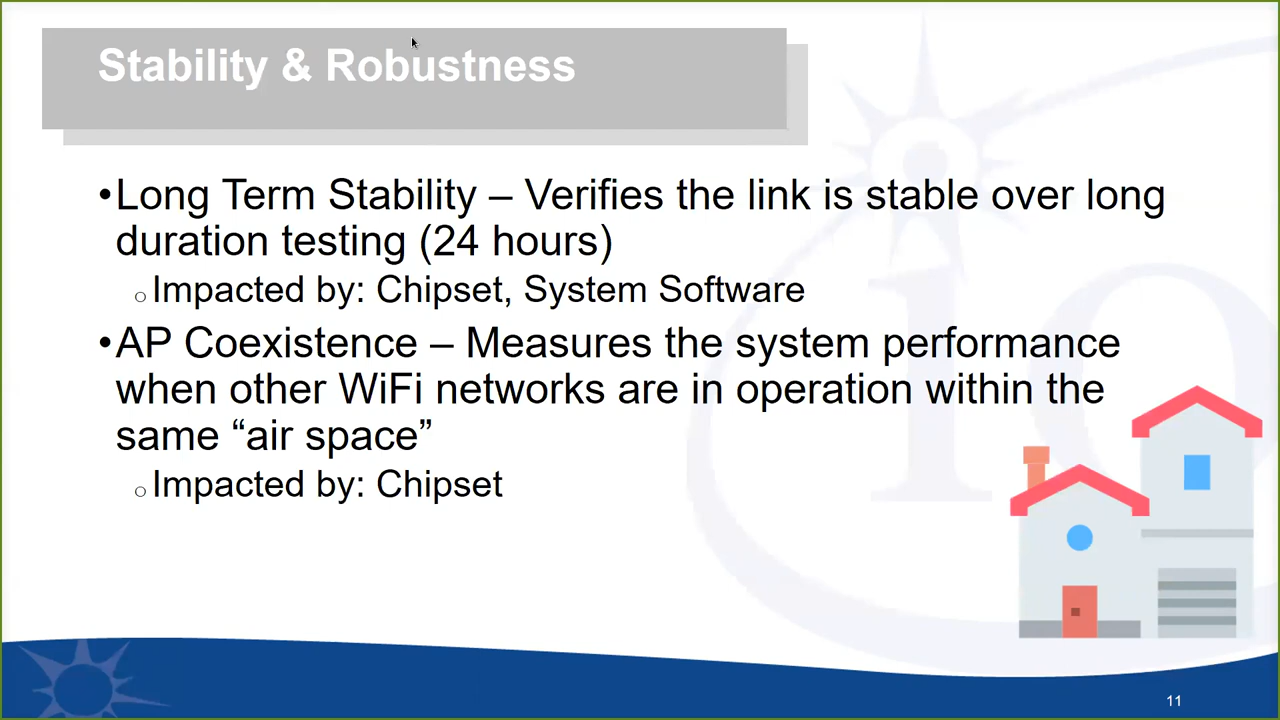 Stability & Robustness
•Long Term Stability – Verifies the link is stable over long
duration testing (24 hours)
○Impacted by: Chipset, System Software
•AP Coexistence – Measures the system performance
when other WiFi networks are in operation within the
same “air space”
○Impacted by: Chipset
io
11